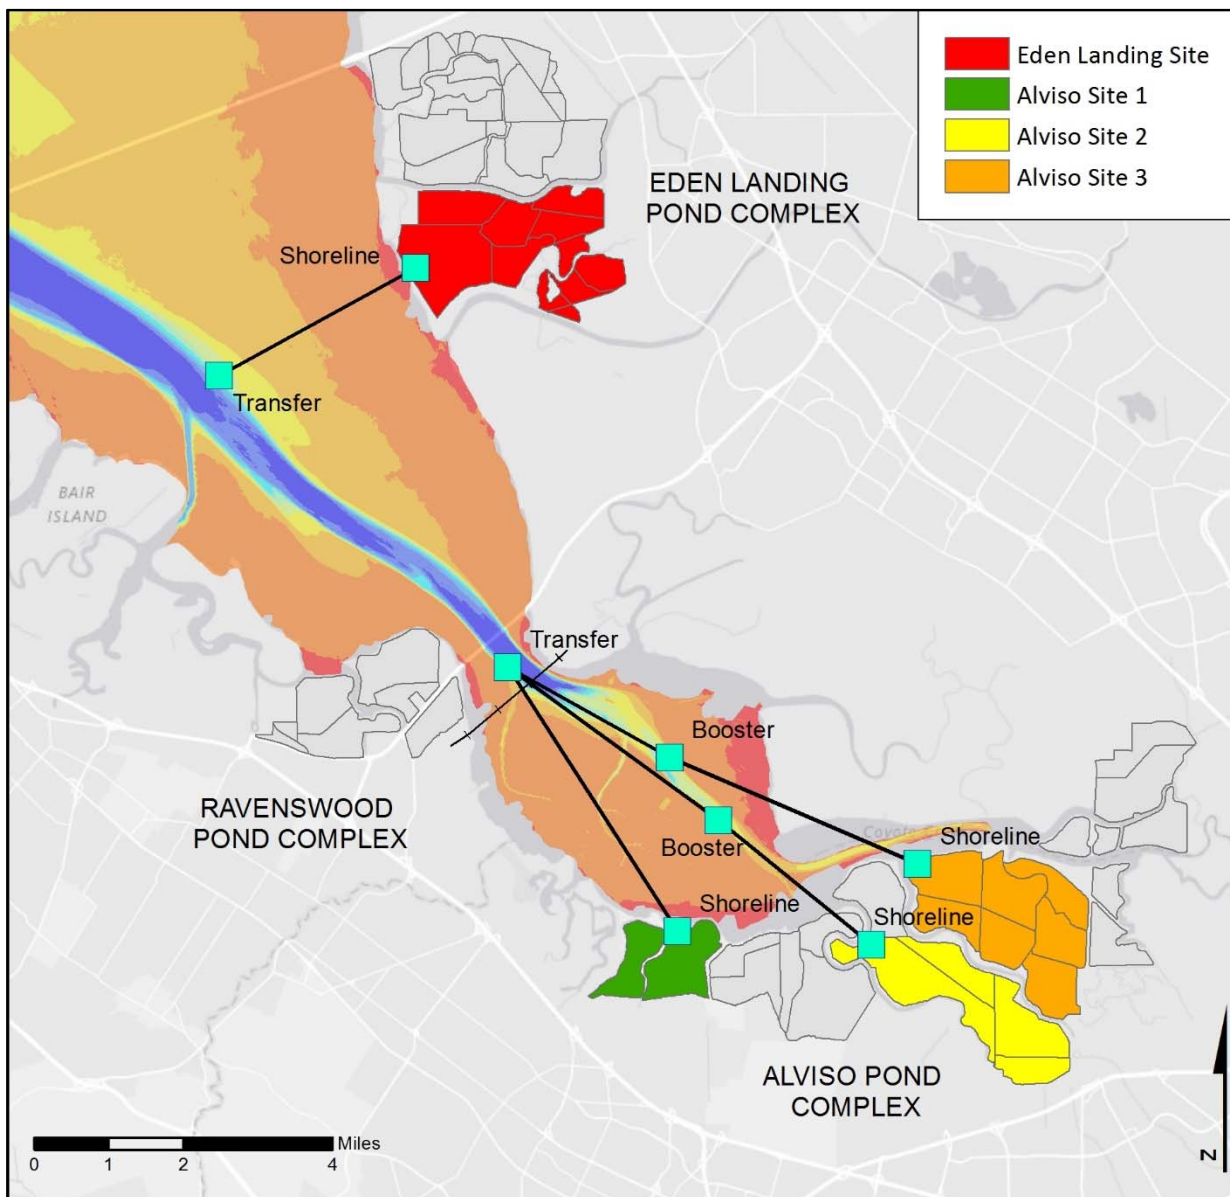 Eden Landing Site
Alviso Site 1
Alviso Site 2
Alviso Site 3
EDEN LANDING
POND COMPLEX
Shoreline
Transfer
BAIR
ISLAND
Transfer
Booster
RAVENSWOOD
POND COMPLEX
Booster
Coyote
Shoreline
Shoreline
Shoreline
ALVISO POND
COMPLEX
Miles
0 1 2 4
N